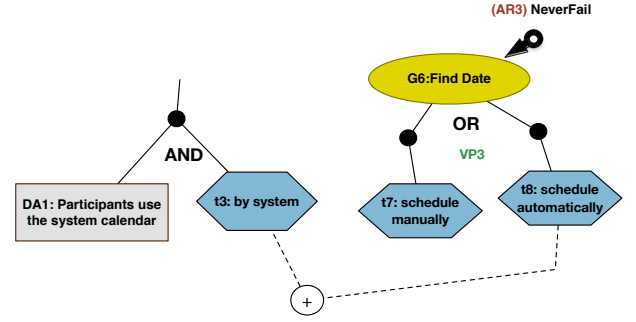 (AR3) NeverFail
G6:Find Date
OR
AND
VP3
DA1: Participants use
the system calendar
t3: by system
t7: schedule
manually
t8: schedule
automatically
+